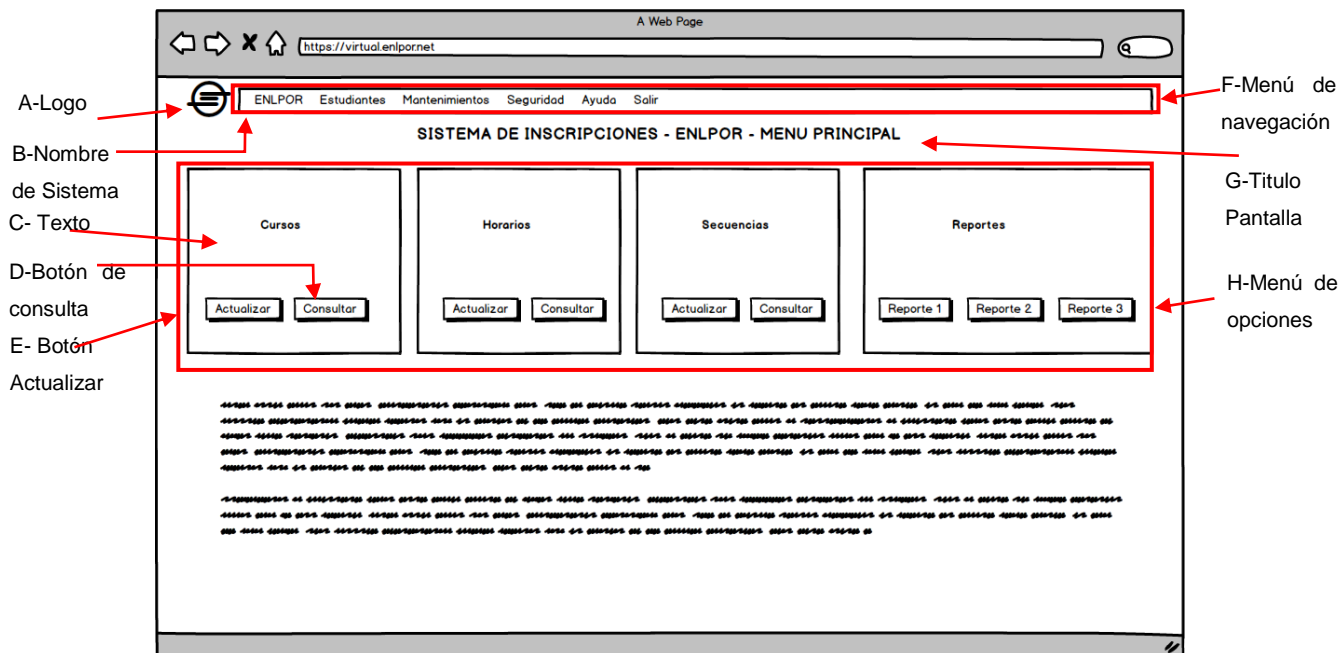 A Web Page
https://virtual.enlpor.net
A-Logo
B-Nombre
de Sistema
C- Texto
D-Botón de
consulta
E- Botón
Actualizar
ENLPOR Estudiantes Mantenimientos Seguridad Ayuda Salir
SISTEMA DE INSCRIPCIONES - ENLPOR - MENU PRINCIPAL
Cursos
Actualizar Consultar
Horarios
Actualizar Consultar
Secuencias
Actualizar Consultar
Reportes
Reporte 1 Reporte 2 Reporte 3
F-Menú de
navegación
G-Titulo
Pantalla
H-Menú de
opciones